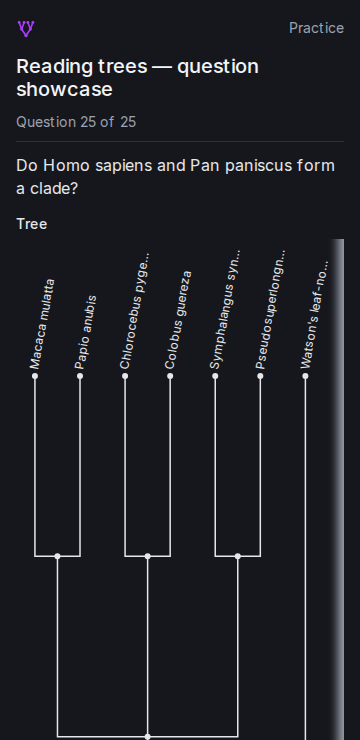 Practice
Reading trees — question
showcase
Question 25 of 25
Do Homo sapiens and Pan paniscus form
a clade?
Tree
Macaca mulatta
Papio anubis
Chlorocebus pyge...
Colobus guereza
Symphalangus syn...
Pseudosuperlongn...
Watson's leaf-no...